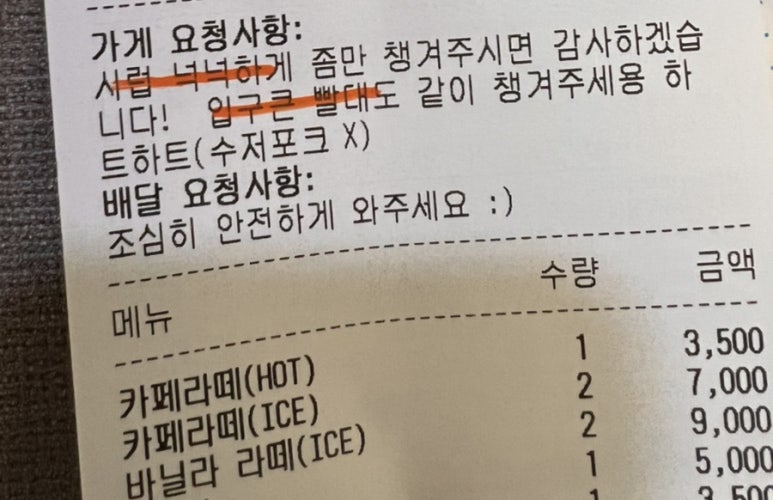 가게 요청사항:
시럽 넉넉하게 좀만 챙겨주시면 감사하겠습
니다! 입구큰 빨대도 같이 챙겨주세용 하
트하트(수저포크 X)
배달 요청사항:
조심히 안전하게 와주세요 :)
메뉴 수량 금액
카페라떼(HOT) 1 3,500
카페라떼(ICE) 2 7,000
바닐라 라떼(ICE) 2 9,000
1 5,000